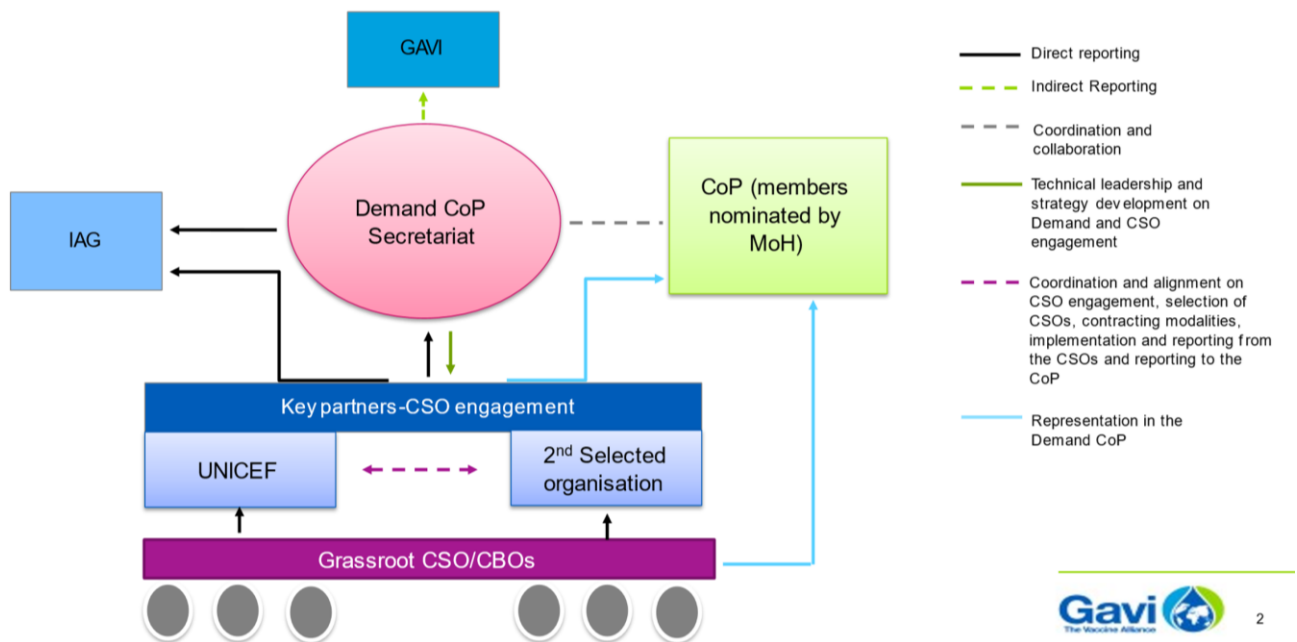 GAVI
Demand CoP
Secretariat
IAG
CoP (members
nominated by
MoH)
Key partners-CSO engagement
UNICEF
2nd Selected
organisation
Grassroot CSO/CBOs
Direct reporting
Indirect Reporting
Coordination and
collaboration
Technical leadership and
strategy development on
Demand and CSO
engagement
Coordination and alignment on
CSO engagement, selection of
CSOs, contracting modalities,
implementation and reporting from
the CSOs and reporting to the
CoP
Representation in the
Demand CoP
Gavi
The Vaccine Alliance
2